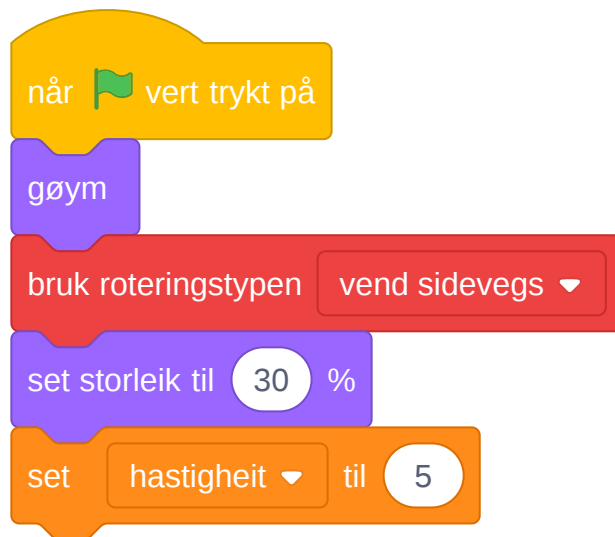 når vert trykt på
gøym
bruk roteringstypen vend sidevegs
set storleik til 30 %
set hastigheit til 5